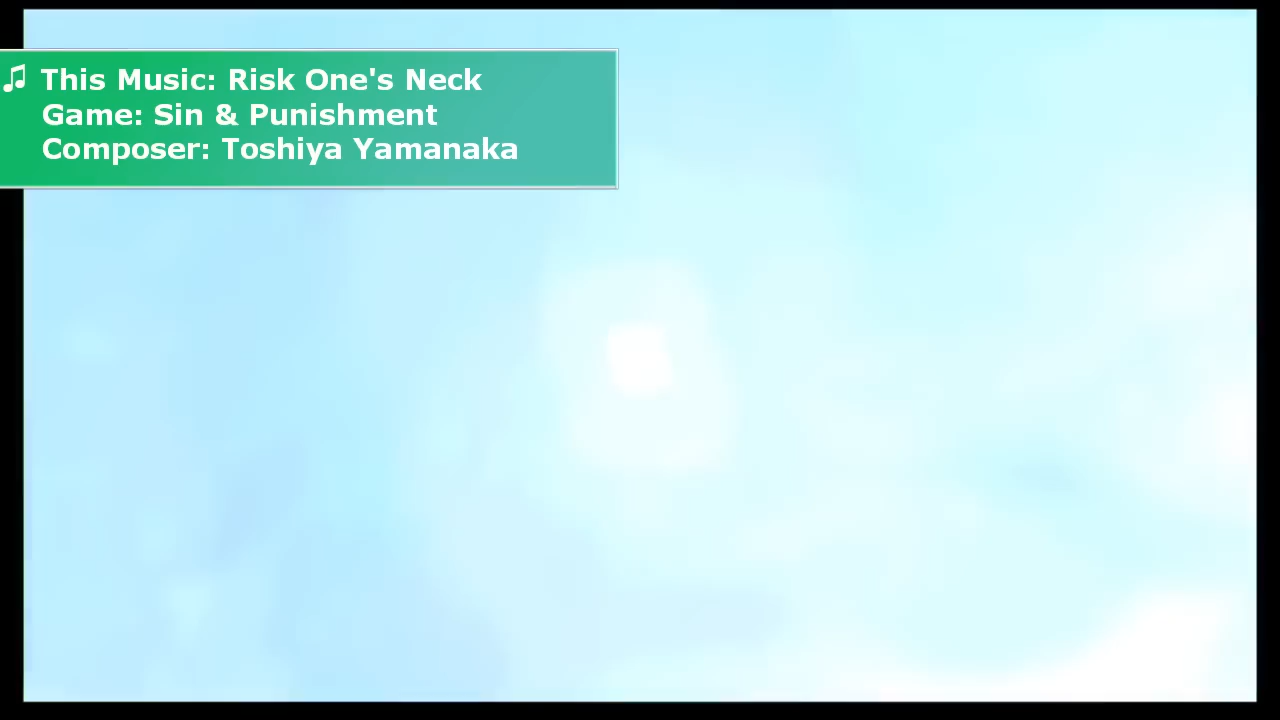 ♫ This Music: Risk One's Neck
Game: Sin & Punishment
Composer: Toshiya Yamanaka